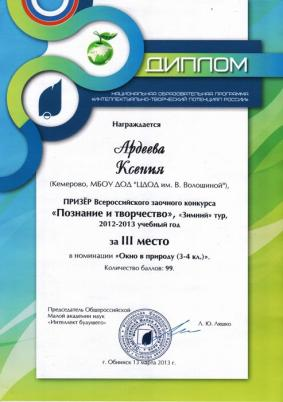 ДИПЛОМ
НАЦИОНАЛЬНАЯ ОБРАЗОВАТЕЛЬНАЯ ПРОГРАММА
«ИНТЕЛЛЕКТУАЛЬНО-ТВОРЧЕСКИЙ ПОТЕНЦИАЛ РОССИИ»
Награждается
Ардеева
Ксения
(Кемерово, МБОУ ДОД "ЦДОД им. В. Волошиной"),
ПРИЗЁР Всероссийского заочного конкурса
«Познание и творчество», «Зимний» тур,
2012-2013 учебный год
за III место
в номинации «Окно в природу (3-4 кл.)».
Количество баллов: 99.
Председатель Общероссийской
Малой академии наук
«Интеллект будущего»
Л. Ю. Ляшко
г. Обнинск 13 марта 2013 г.